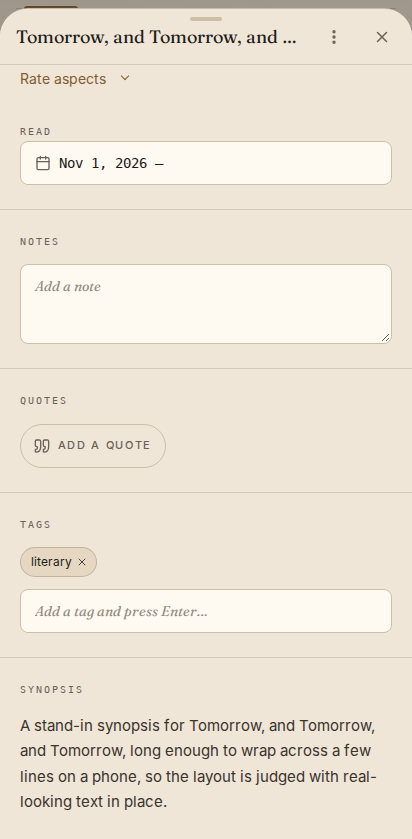 Tomorrow, and Tomorrow, and ...
Rate aspects
READ
Nov 1, 2026 —
NOTES
Add a note
QUOTES
ADD A QUOTE
TAGS
literary
Add a tag and press Enter...
SYNOPSIS
A stand-in synopsis for Tomorrow, and Tomorrow,
and Tomorrow, long enough to wrap across a few
lines on a phone, so the layout is judged with real-
looking text in place.